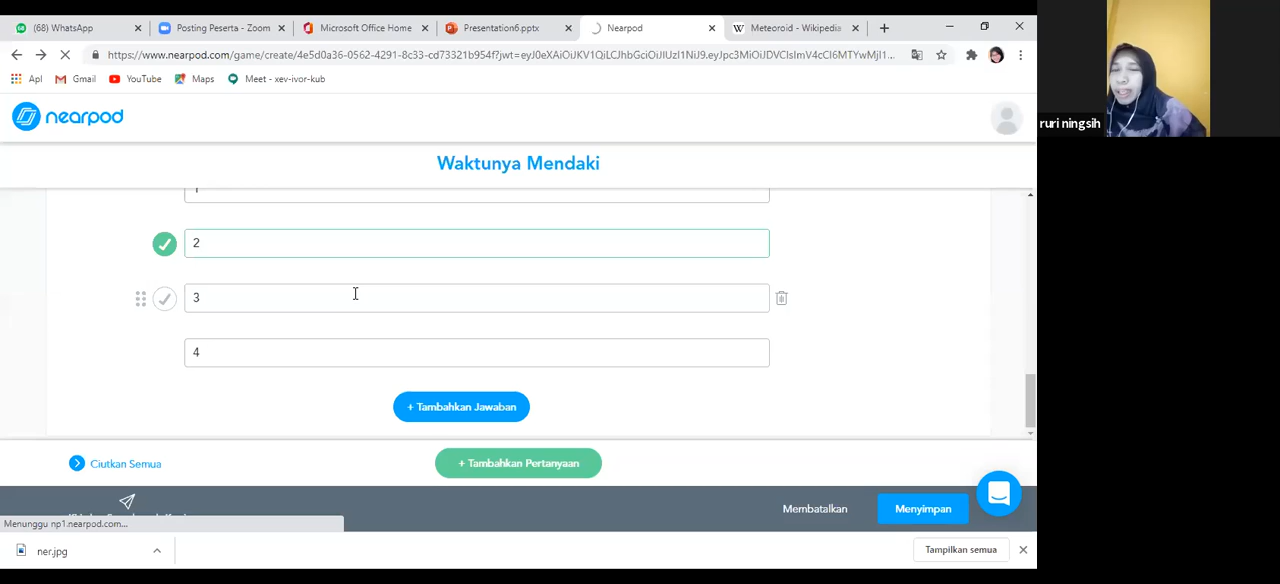 (68) WhatsApp
Posting Peserta - Zoom
Microsoft Office Home
Presentation6.pptx
Nearpod
Meteoroid - Wikipedia
https://www.nearpod.com/game/create/4e5d0a36-0562-4291-8c33-cd73321b954f?jwt=eyJ0eXAiOiJKV1QiLCJhbGciOiJIUzI1NiJ9.eyJpc3MiOiJDVCIsImV4cCI6MTYwMjI1...
Apl
Gmail
YouTube
Maps
Meet - xev-ivor-kub
ruri ningsih
nearpod
Waktunya Mendaki
2
3
4
+ Tambahkan Jawaban
Ciutkan Semua
+ Tambahkan Pertanyaan
Membatalkan
Menyimpan
Menunggu np1.nearpod.com...
ner.jpg
Tampilkan semua